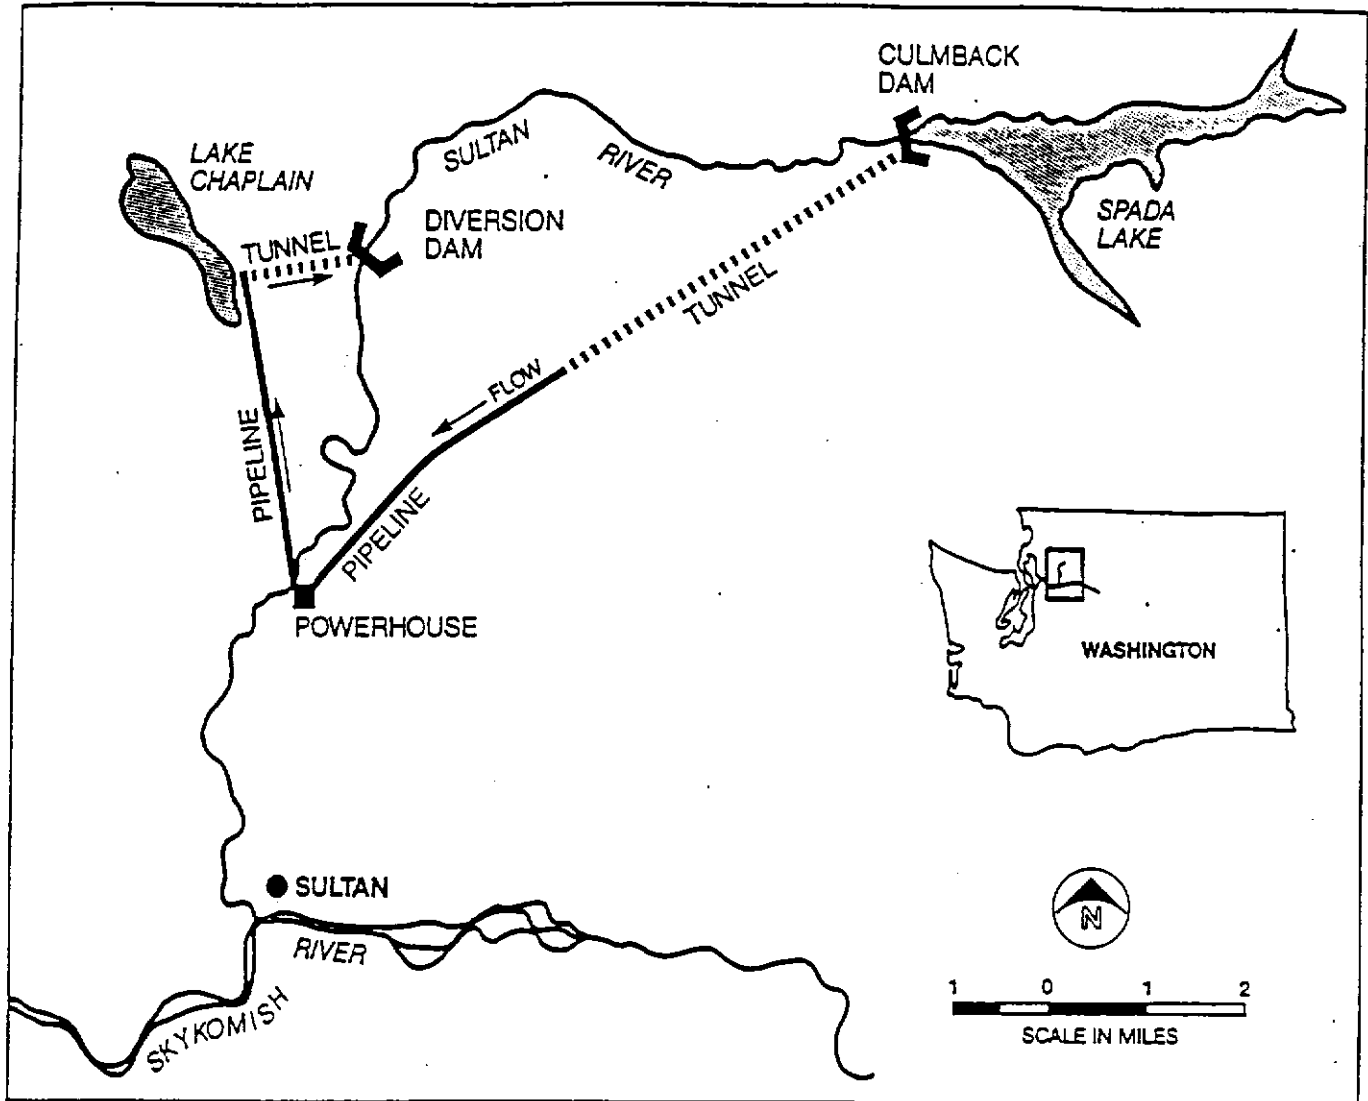 CULMBACK
DAM
LAKE
CHAPLAIN
SULTAN
RIVER
SPADA
LAKE
TUNNEL
DIVERSION
DAM
TUNNEL
FLOW
PIPELINE
PIPELINE
POWERHOUSE
WASHINGTON
SULTAN
RIVER
SKYKOMISH
N
1 0 1 2
SCALE IN MILES